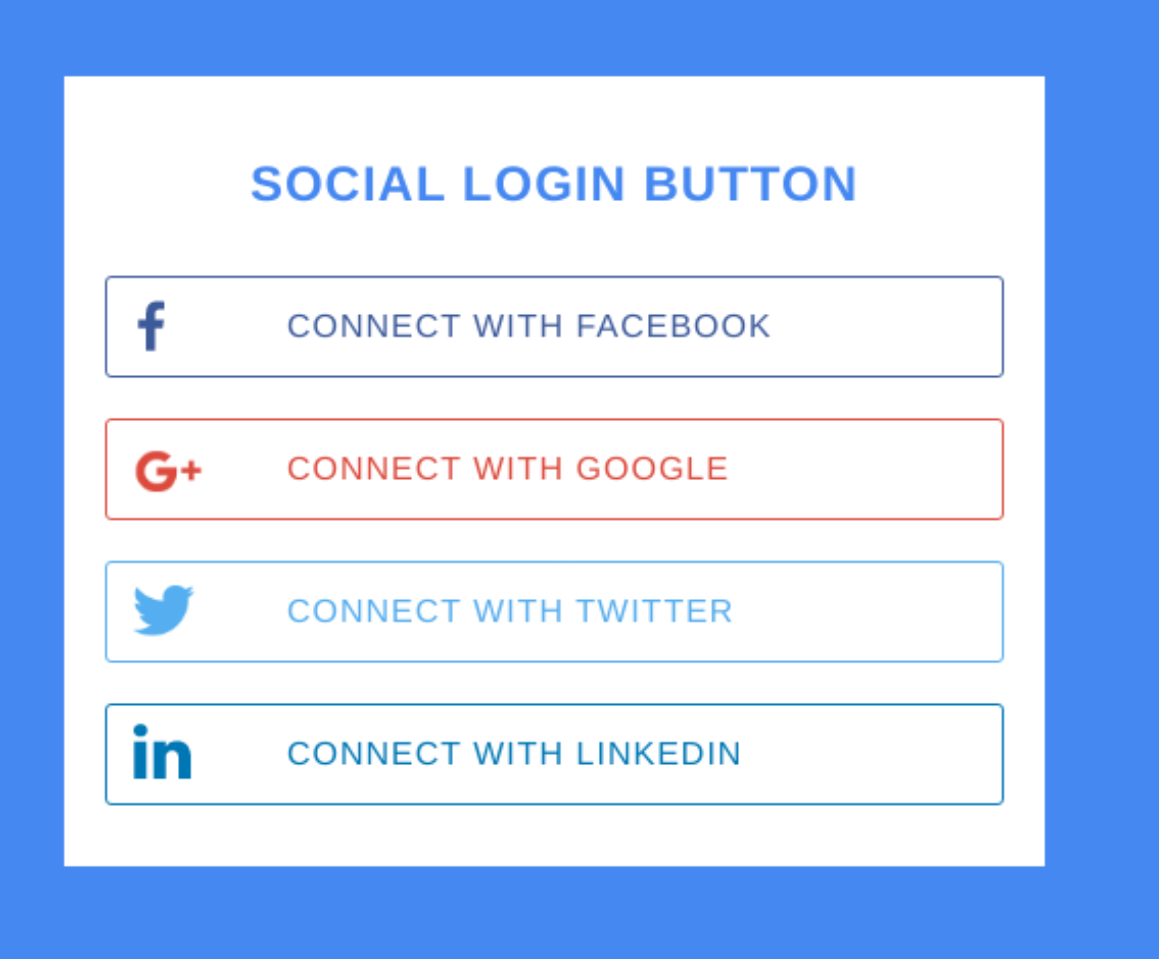 SOCIAL LOGIN BUTTON
f CONNECT WITH FACEBOOK
G+ CONNECT WITH GOOGLE
CONNECT WITH TWITTER
in CONNECT WITH LINKEDIN